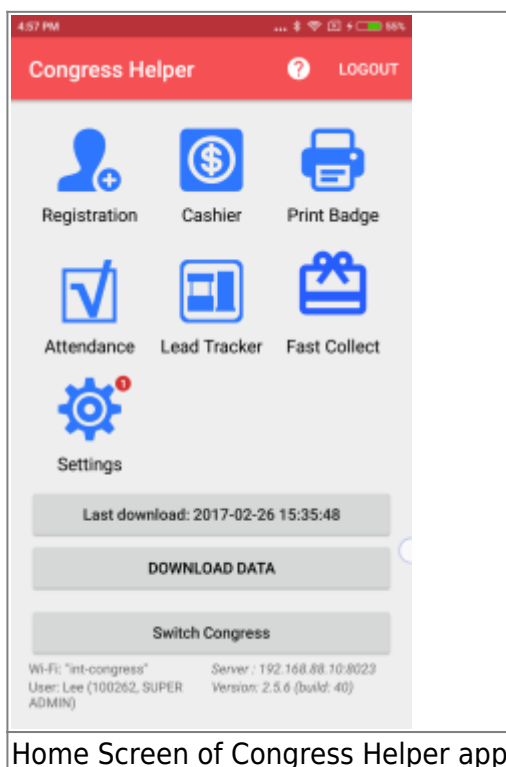 4:57 PM ... 55%
Congress Helper ? LOGOUT
Registration Cashier Print Badge
Attendance Lead Tracker Fast Collect
1
Settings
Last download: 2017-02-26 15:35:48
DOWNLOAD DATA
Switch Congress
Wi-Fi: "int-congress" Server : 192.168.88.10:8023
User: Lee (100262, SUPER Version: 2.5.6 (build: 40)
ADMIN)
Home Screen of Congress Helper app